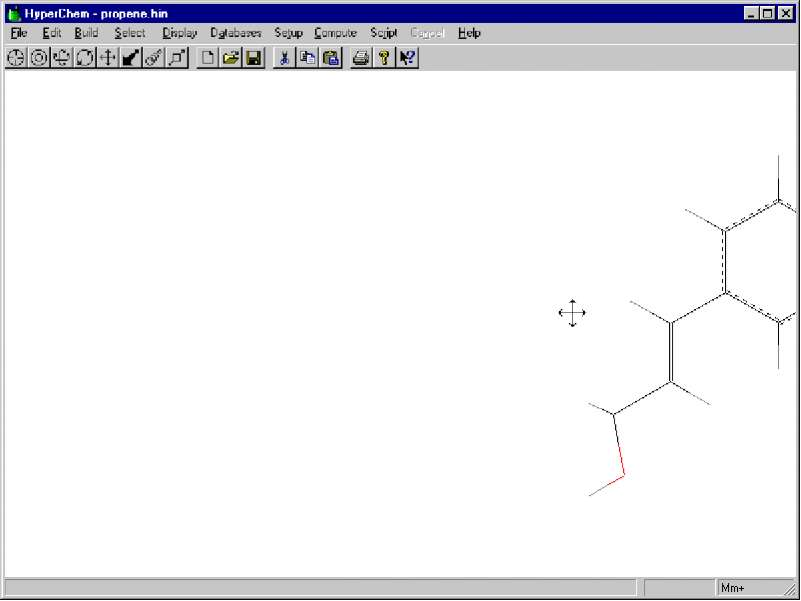 HyperChem - propene.hin
File Edit Build Select Display Databases Setup Compute Script Cancel Help
Mm+